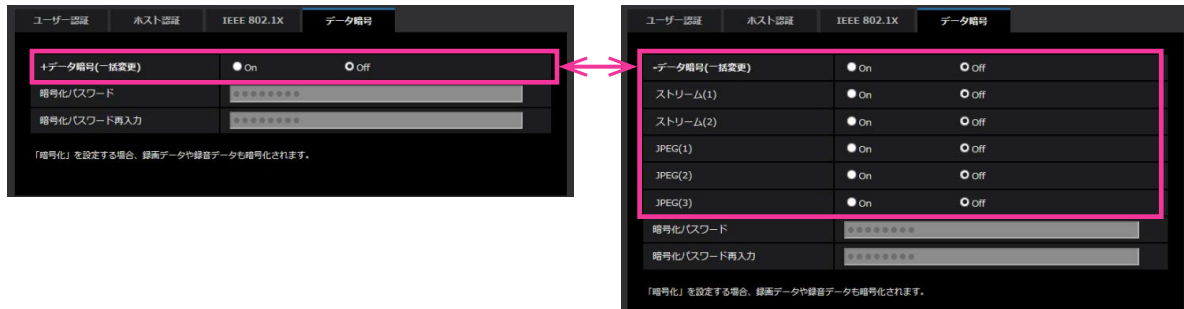 ユーザー認証 ホスト認証 IEEE 802.1X データ暗号
+データ暗号(一括変更) On Off
暗号化パスワード
暗号化パスワード再入力
「暗号化」を設定する場合、録画データや録音データも暗号化されます。
ユーザー認証 ホスト認証 IEEE 802.1X データ暗号
-データ暗号(一括変更) On Off
ストリーム(1) On Off
ストリーム(2) On Off
JPEG(1) On Off
JPEG(2) On Off
JPEG(3) On Off
暗号化パスワード
暗号化パスワード再入力
「暗号化」を設定する場合、録画データや録音データも暗号化されます。